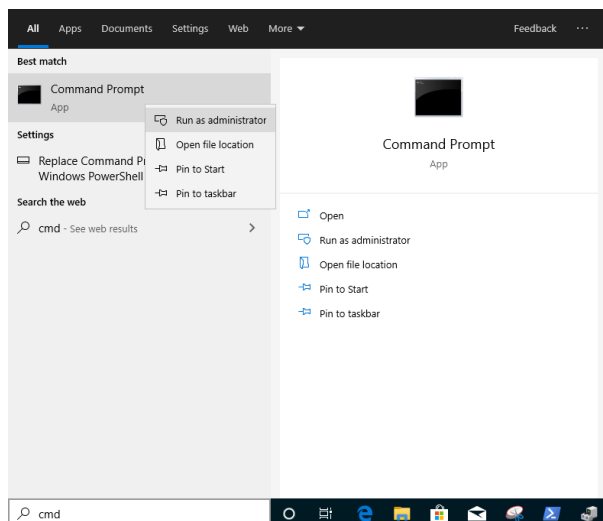 All Apps Documents Settings Web More Feedback ...
Best match
Command Prompt
App
Settings
Replace Command P
Windows PowerShell
Search the web
cmd - See web results
Run as administrator
Open file location
Pin to Start
Pin to taskbar
Command Prompt
App
Open
Run as administrator
Open file location
Pin to Start
Pin to taskbar
cmd